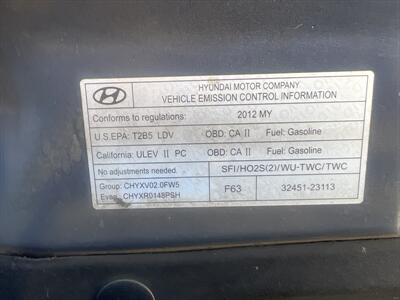 HYUNDAI MOTOR COMPANY
VEHICLE EMISSION CONTROL INFORMATION
Conforms to regulations: 2012 MY
U.S.EPA: T2B5 LDV OBD: CA II Fuel: Gasoline
California: ULEV II PC OBD: CA II Fuel: Gasoline
No adjustments needed. SFI/HO2S(2)/WU-TWC/TWC
Group: CHYXV02.0FW5 F63 32451-23113
Evap: CHYXR0148PSH